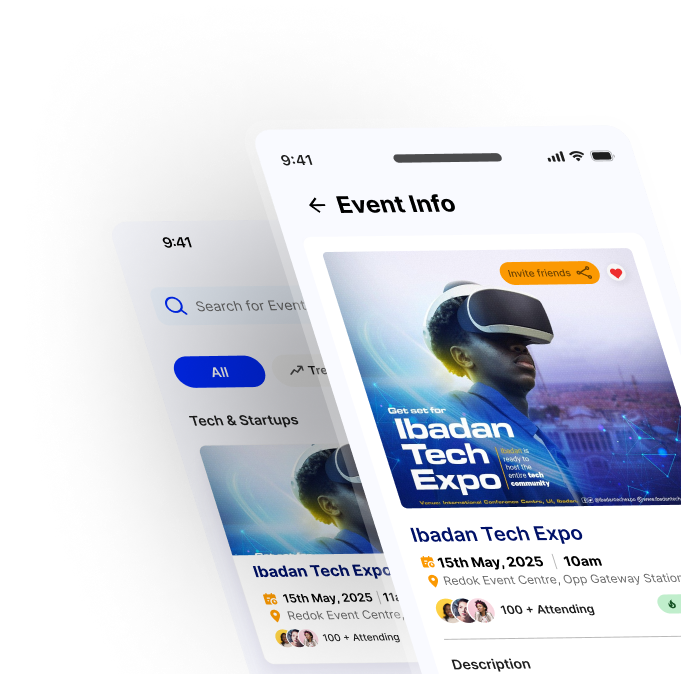 9:41
Event Info
Invite friends
Get set for
Ibadan
Tech
Expo
Ibadan is
ready to
host the
entire tech
community
Venue: International Conference Centre, UI, Ibadan
@Ibadantechexpo
Ibadan Tech Expo
15th May, 2025 | 10am
Redok Event Centre, Opp Gateway Station
100 + Attending
Description
9:41
Search for Event
All
Tre
Tech & Startups
Ibadan Tech Expo
15th May, 2025 | 11a
Redok Event Centre,
100 + Attending